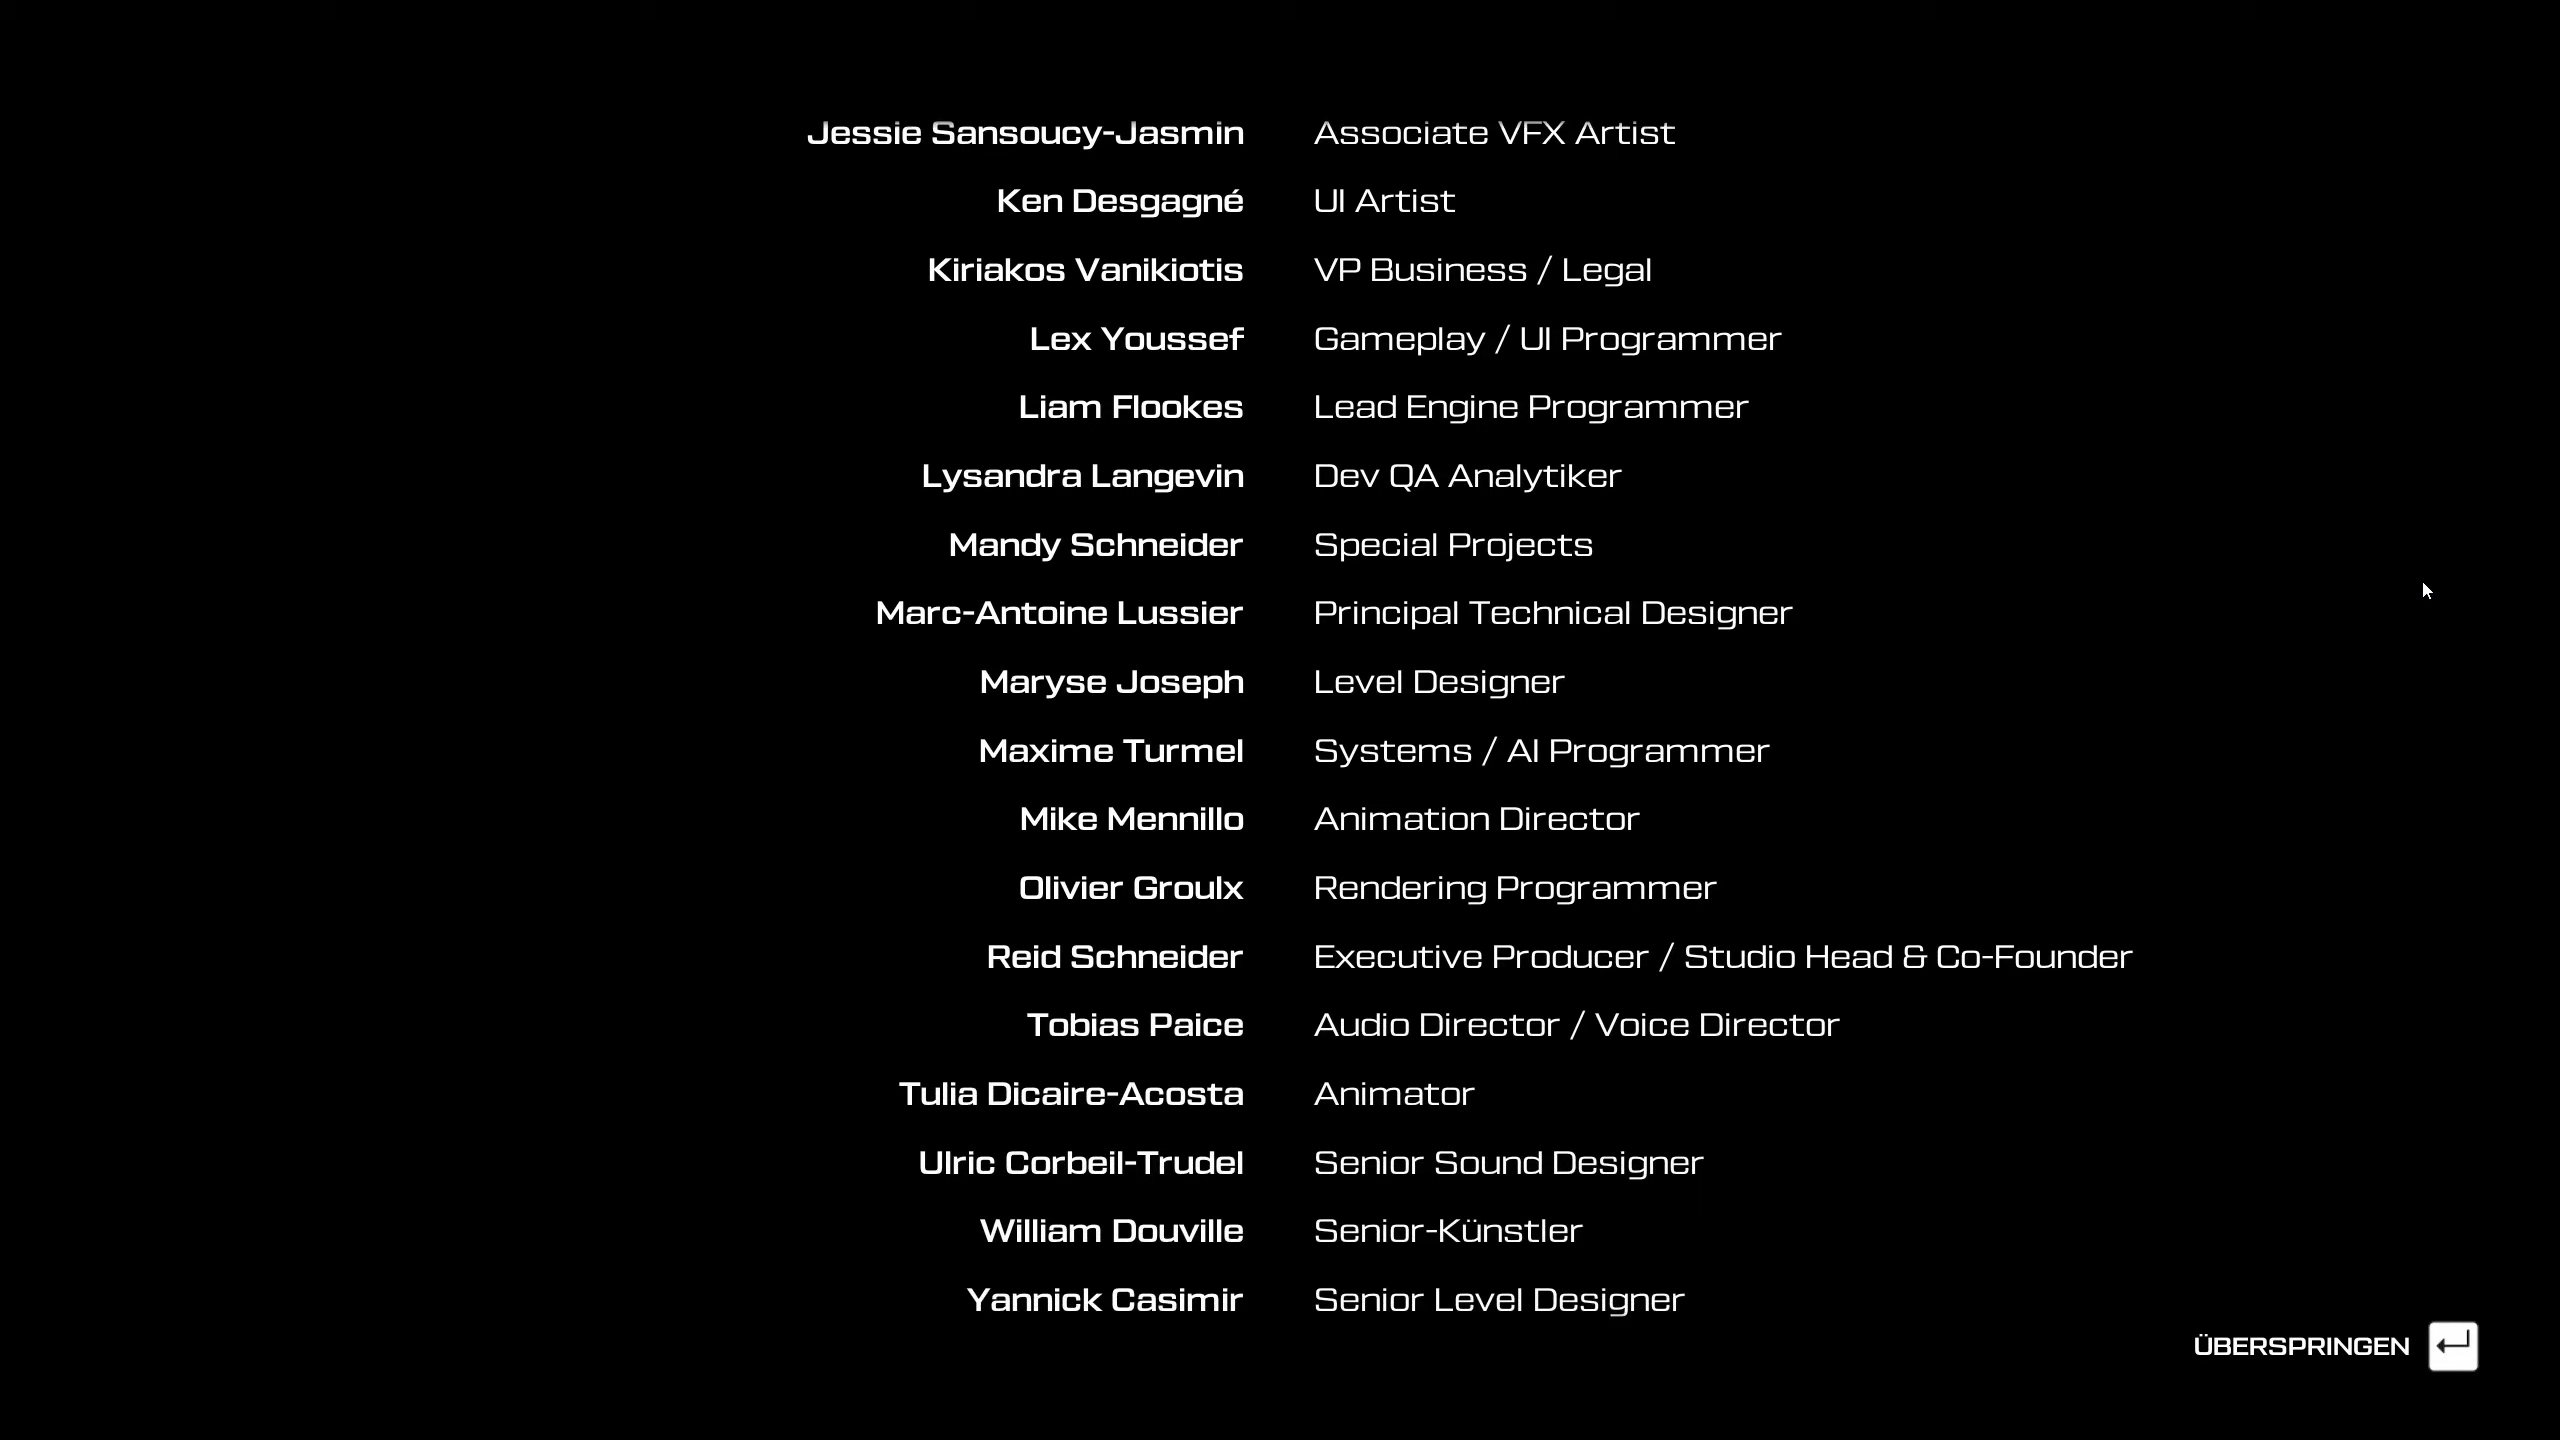 Jessie Sansoucy-Jasmin Associate VFX Artist
Ken Desgagné UI Artist
Kiriakos Vanikiotis VP Business / Legal
Lex Youssef Gameplay / UI Programmer
Liam Flookes Lead Engine Programmer
Lysandra Langevin Dev QA Analytiker
Mandy Schneider Special Projects
Marc-Antoine Lussier Principal Technical Designer
Maryse Joseph Level Designer
Maxime Turmel Systems / AI Programmer
Mike Mennillo Animation Director
Olivier Groulx Rendering Programmer
Reid Schneider Executive Producer / Studio Head & Co-Founder
Tobias Paice Audio Director / Voice Director
Tulia Dicaire-Acosta Animator
Ulric Corbeil-Trudel Senior Sound Designer
William Douville Senior-Künstler
Yannick Casimir Senior Level Designer
ÜBERSPRINGEN